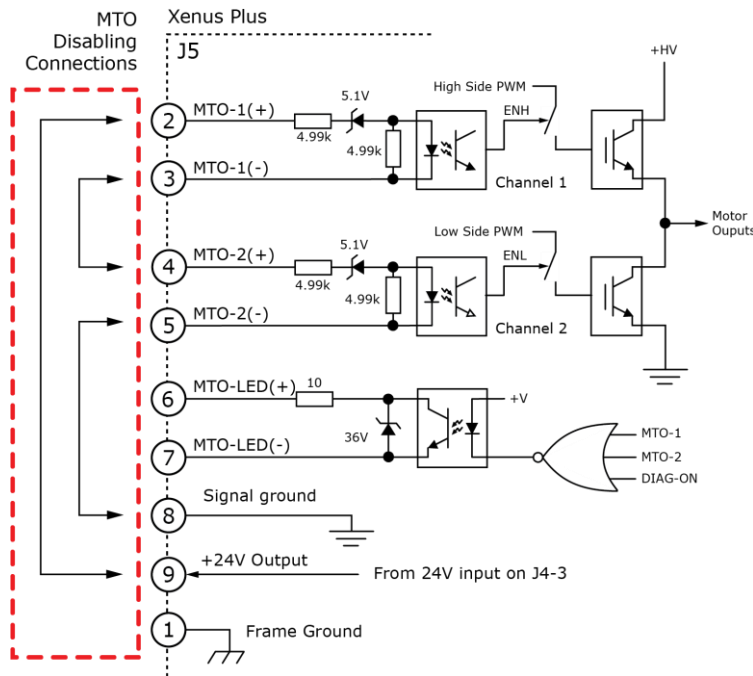 MTO
Disabling
Connections
Xenus Plus
J5
+HV
High Side PWM
5.1V
ENH
2
MTO-1(+)
4.99k
4.99k
3
MTO-1(-)
Channel 1
Motor
Ouputs
Low Side PWM
5.1V
ENL
4
MTO-2(+)
4.99k
4.99k
5
MTO-2(-)
Channel 2
6
MTO-LED(+)
10
+V
36V
7
MTO-LED(-)
MTO-1
MTO-2
DIAG-ON
8
Signal ground
9
+24V Output
From 24V input on J4-3
1
Frame Ground